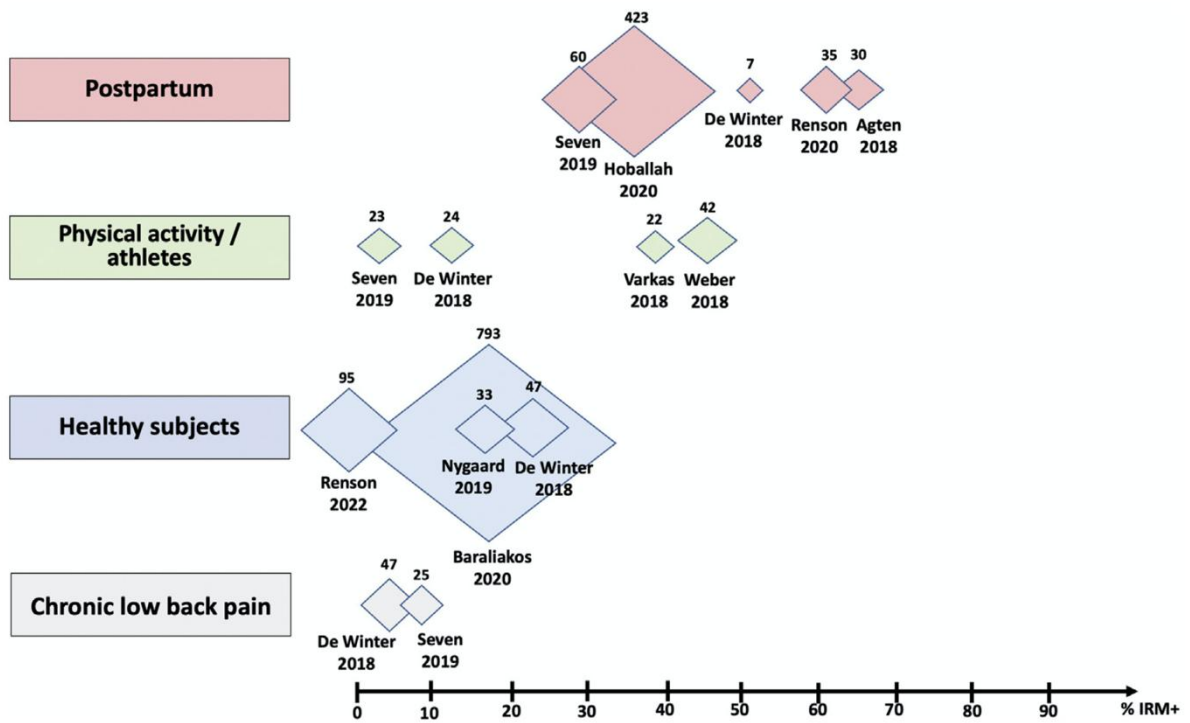 423
60
7
35
30
Postpartum
De Winter
2018
Renson
2020
Agten
2018
Seven
2019
Hoballah
2020
Physical activity /
athletes
23
24
22
42
Seven
2019
De Winter
2018
Varkas
2018
Weber
2018
793
95
33
47
Healthy subjects
Nygaard
2019
De Winter
2018
Renson
2022
Baraliakos
2020
47
25
Chronic low back pain
De Winter
2018
Seven
2019
0 10 20 30 40 50 60 70 80 90 % IRM+